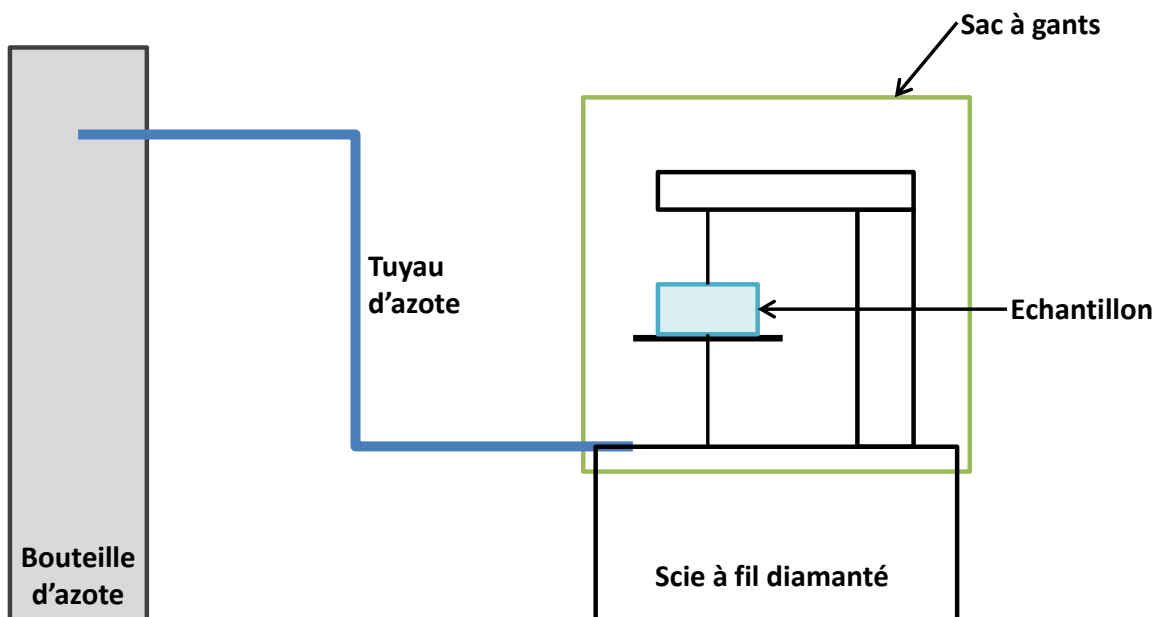 Sac à gants
Tuyau
d’azote
Echantillon
Bouteille
d’azote
Scie à fil diamanté